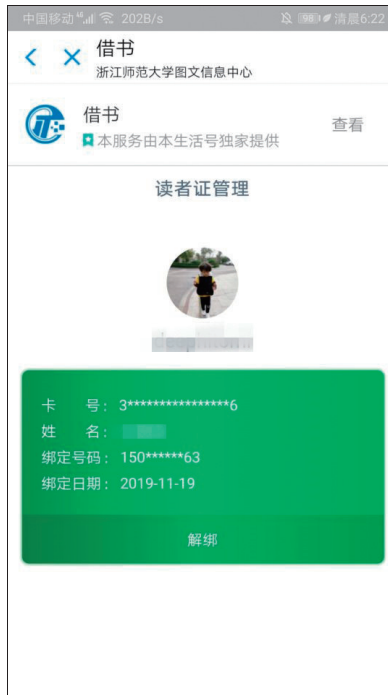 中国移动 4G 202B/s 98 清晨6:22
借书
浙江师范大学图文信息中心
借书
本服务由本生活号独家提供
查看
读者证管理
卡 号: 3****************6
姓 名:
绑定号码: 150******63
绑定日期: 2019-11-19
解绑